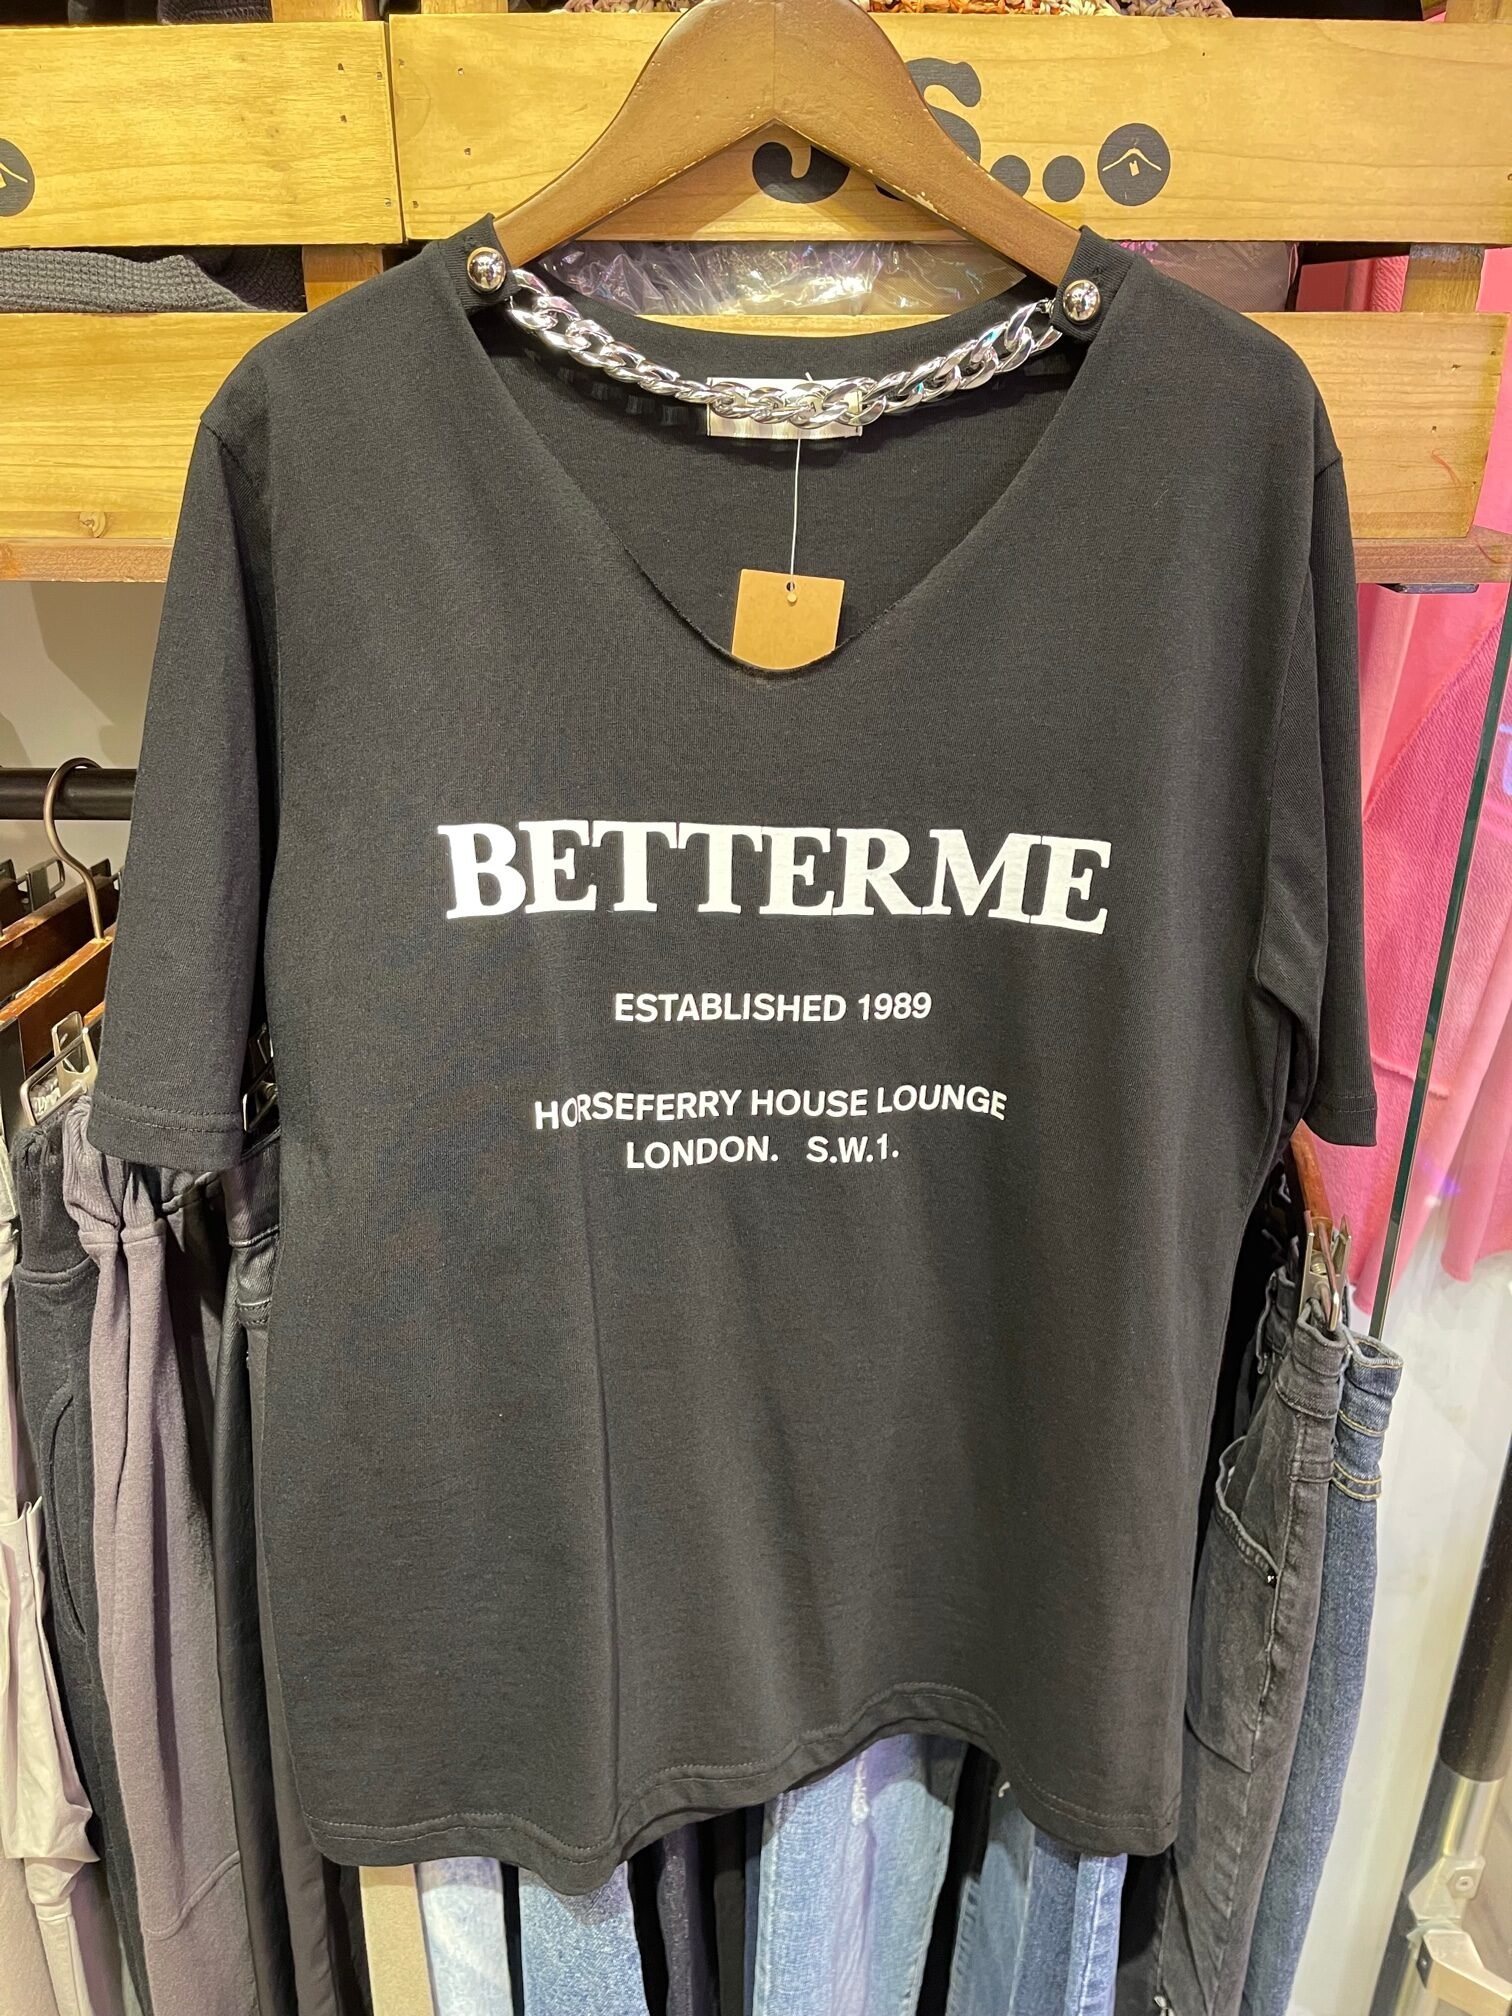 BETTERME
ESTABLISHED 1989
HORSEFERRY HOUSE LOUNGE
LONDON. S.W.1.